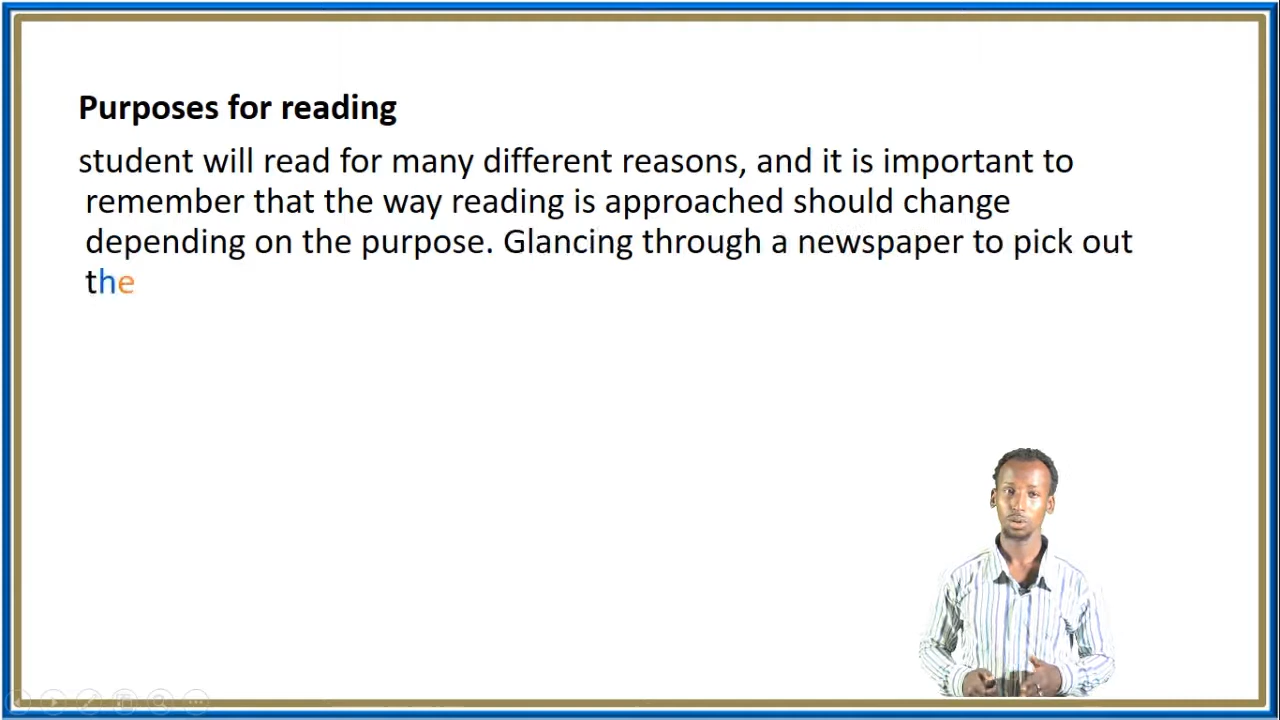 Purposes for reading
student will read for many different reasons, and it is important to
remember that the way reading is approached should change
depending on the purpose. Glancing through a newspaper to pick out
the